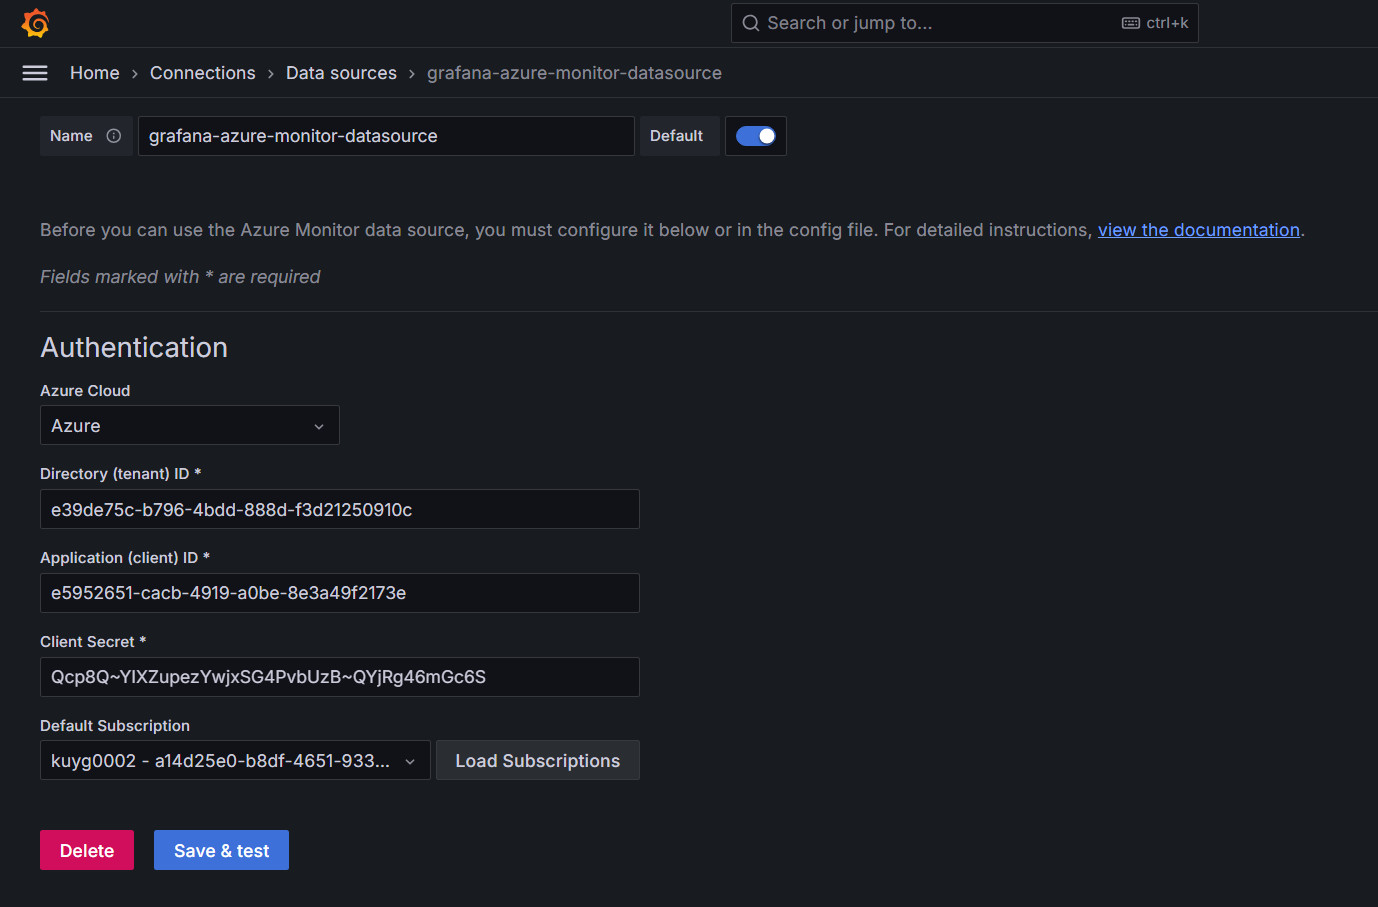 Search or jump to... ctrl+k
Home › Connections › Data sources › grafana-azure-monitor-datasource
Name grafana-azure-monitor-datasource Default
Before you can use the Azure Monitor data source, you must configure it below or in the config file. For detailed instructions, view the documentation.
Fields marked with * are required
Authentication
Azure Cloud
Azure
Directory (tenant) ID *
e39de75c-b796-4bdd-888d-f3d21250910c
Application (client) ID *
e5952651-cacb-4919-a0be-8e3a49f2173e
Client Secret *
Qcp8Q~YIXZupezYwjxSG4PvbUzB~QYjRg46mGc6S
Default Subscription
kuyg0002 - a14d25e0-b8df-4651-933... Load Subscriptions
Delete Save & test